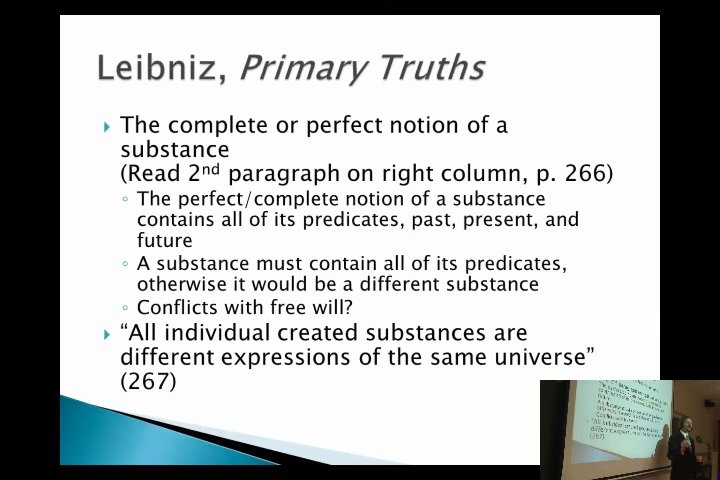 Leibniz, Primary Truths
The complete or perfect notion of a
substance
(Read 2nd paragraph on right column, p. 266)
The perfect/complete notion of a substance
contains all of its predicates, past, present, and
future
A substance must contain all of its predicates,
otherwise it would be a different substance
Conflicts with free will?
“All individual created substances are
different expressions of the same universe”
(267)